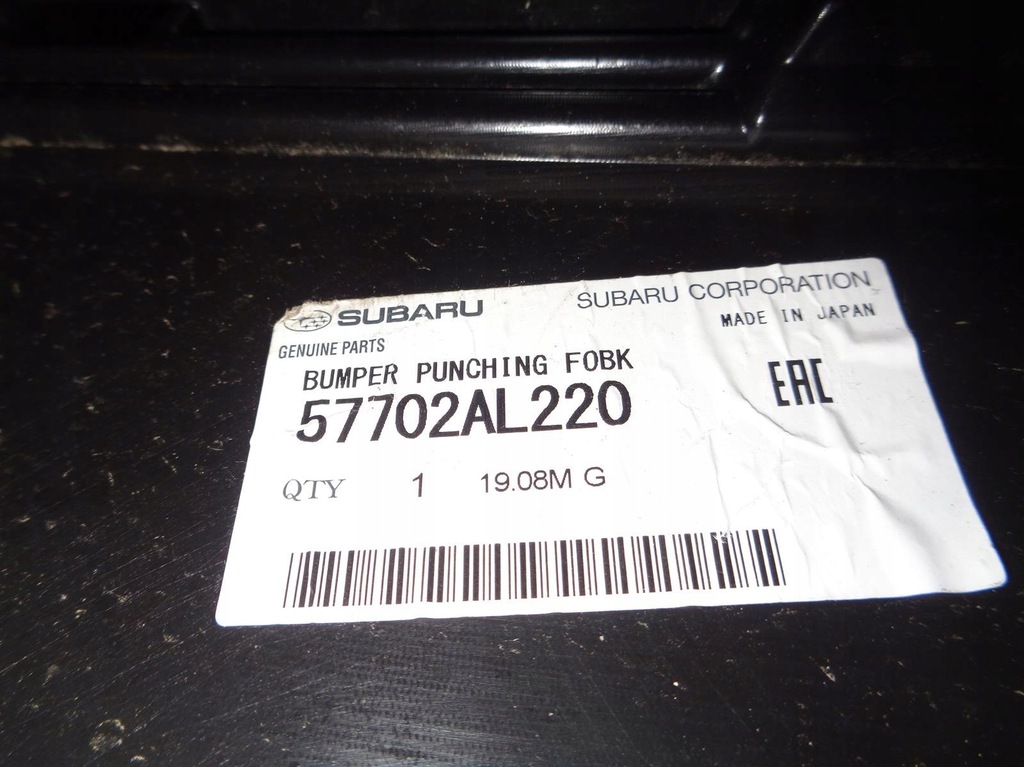 SUBARU
SUBARU CORPORATION
MADE IN JAPAN
GENUINE PARTS
BUMPER PUNCHING FOBK
57702AL220
EAC
QTY 1 19.08M G